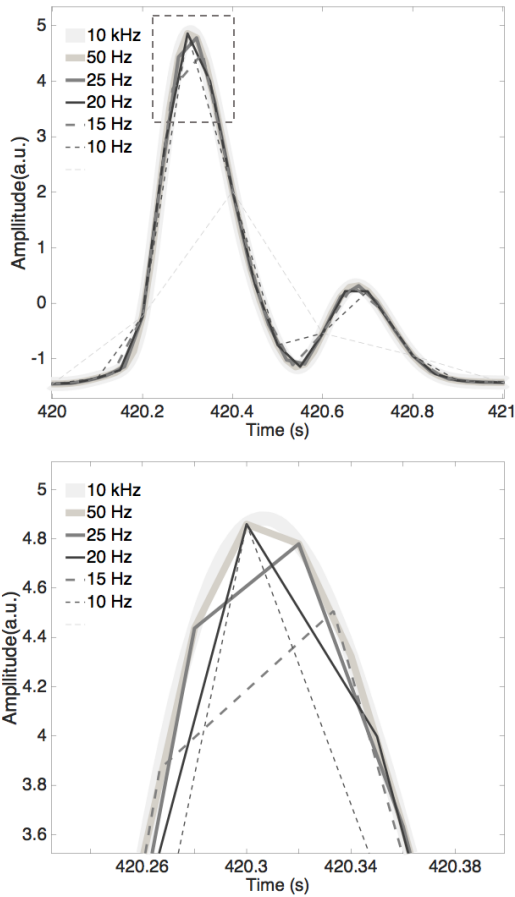 10 kHz
50 Hz
25 Hz
20 Hz
15 Hz
10 Hz
Ampllitude(a.u.)
5
4
3
2
1
0
-1
420 420.2 420.4 420.6 420.8 421
Time (s)
10 kHz
50 Hz
25 Hz
20 Hz
15 Hz
10 Hz
Ampllitude(a.u.)
5
4.8
4.6
4.4
4.2
4
3.8
3.6
420.26 420.3 420.34 420.38
Time (s)